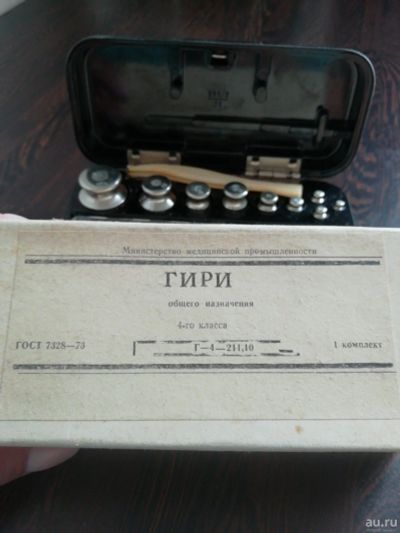 Министерство медицинской промышленности
ГИРИ
общего назначения
4-го класса
ГОСТ 7328—73
Г—4—211,10
1 комплект
au.ru